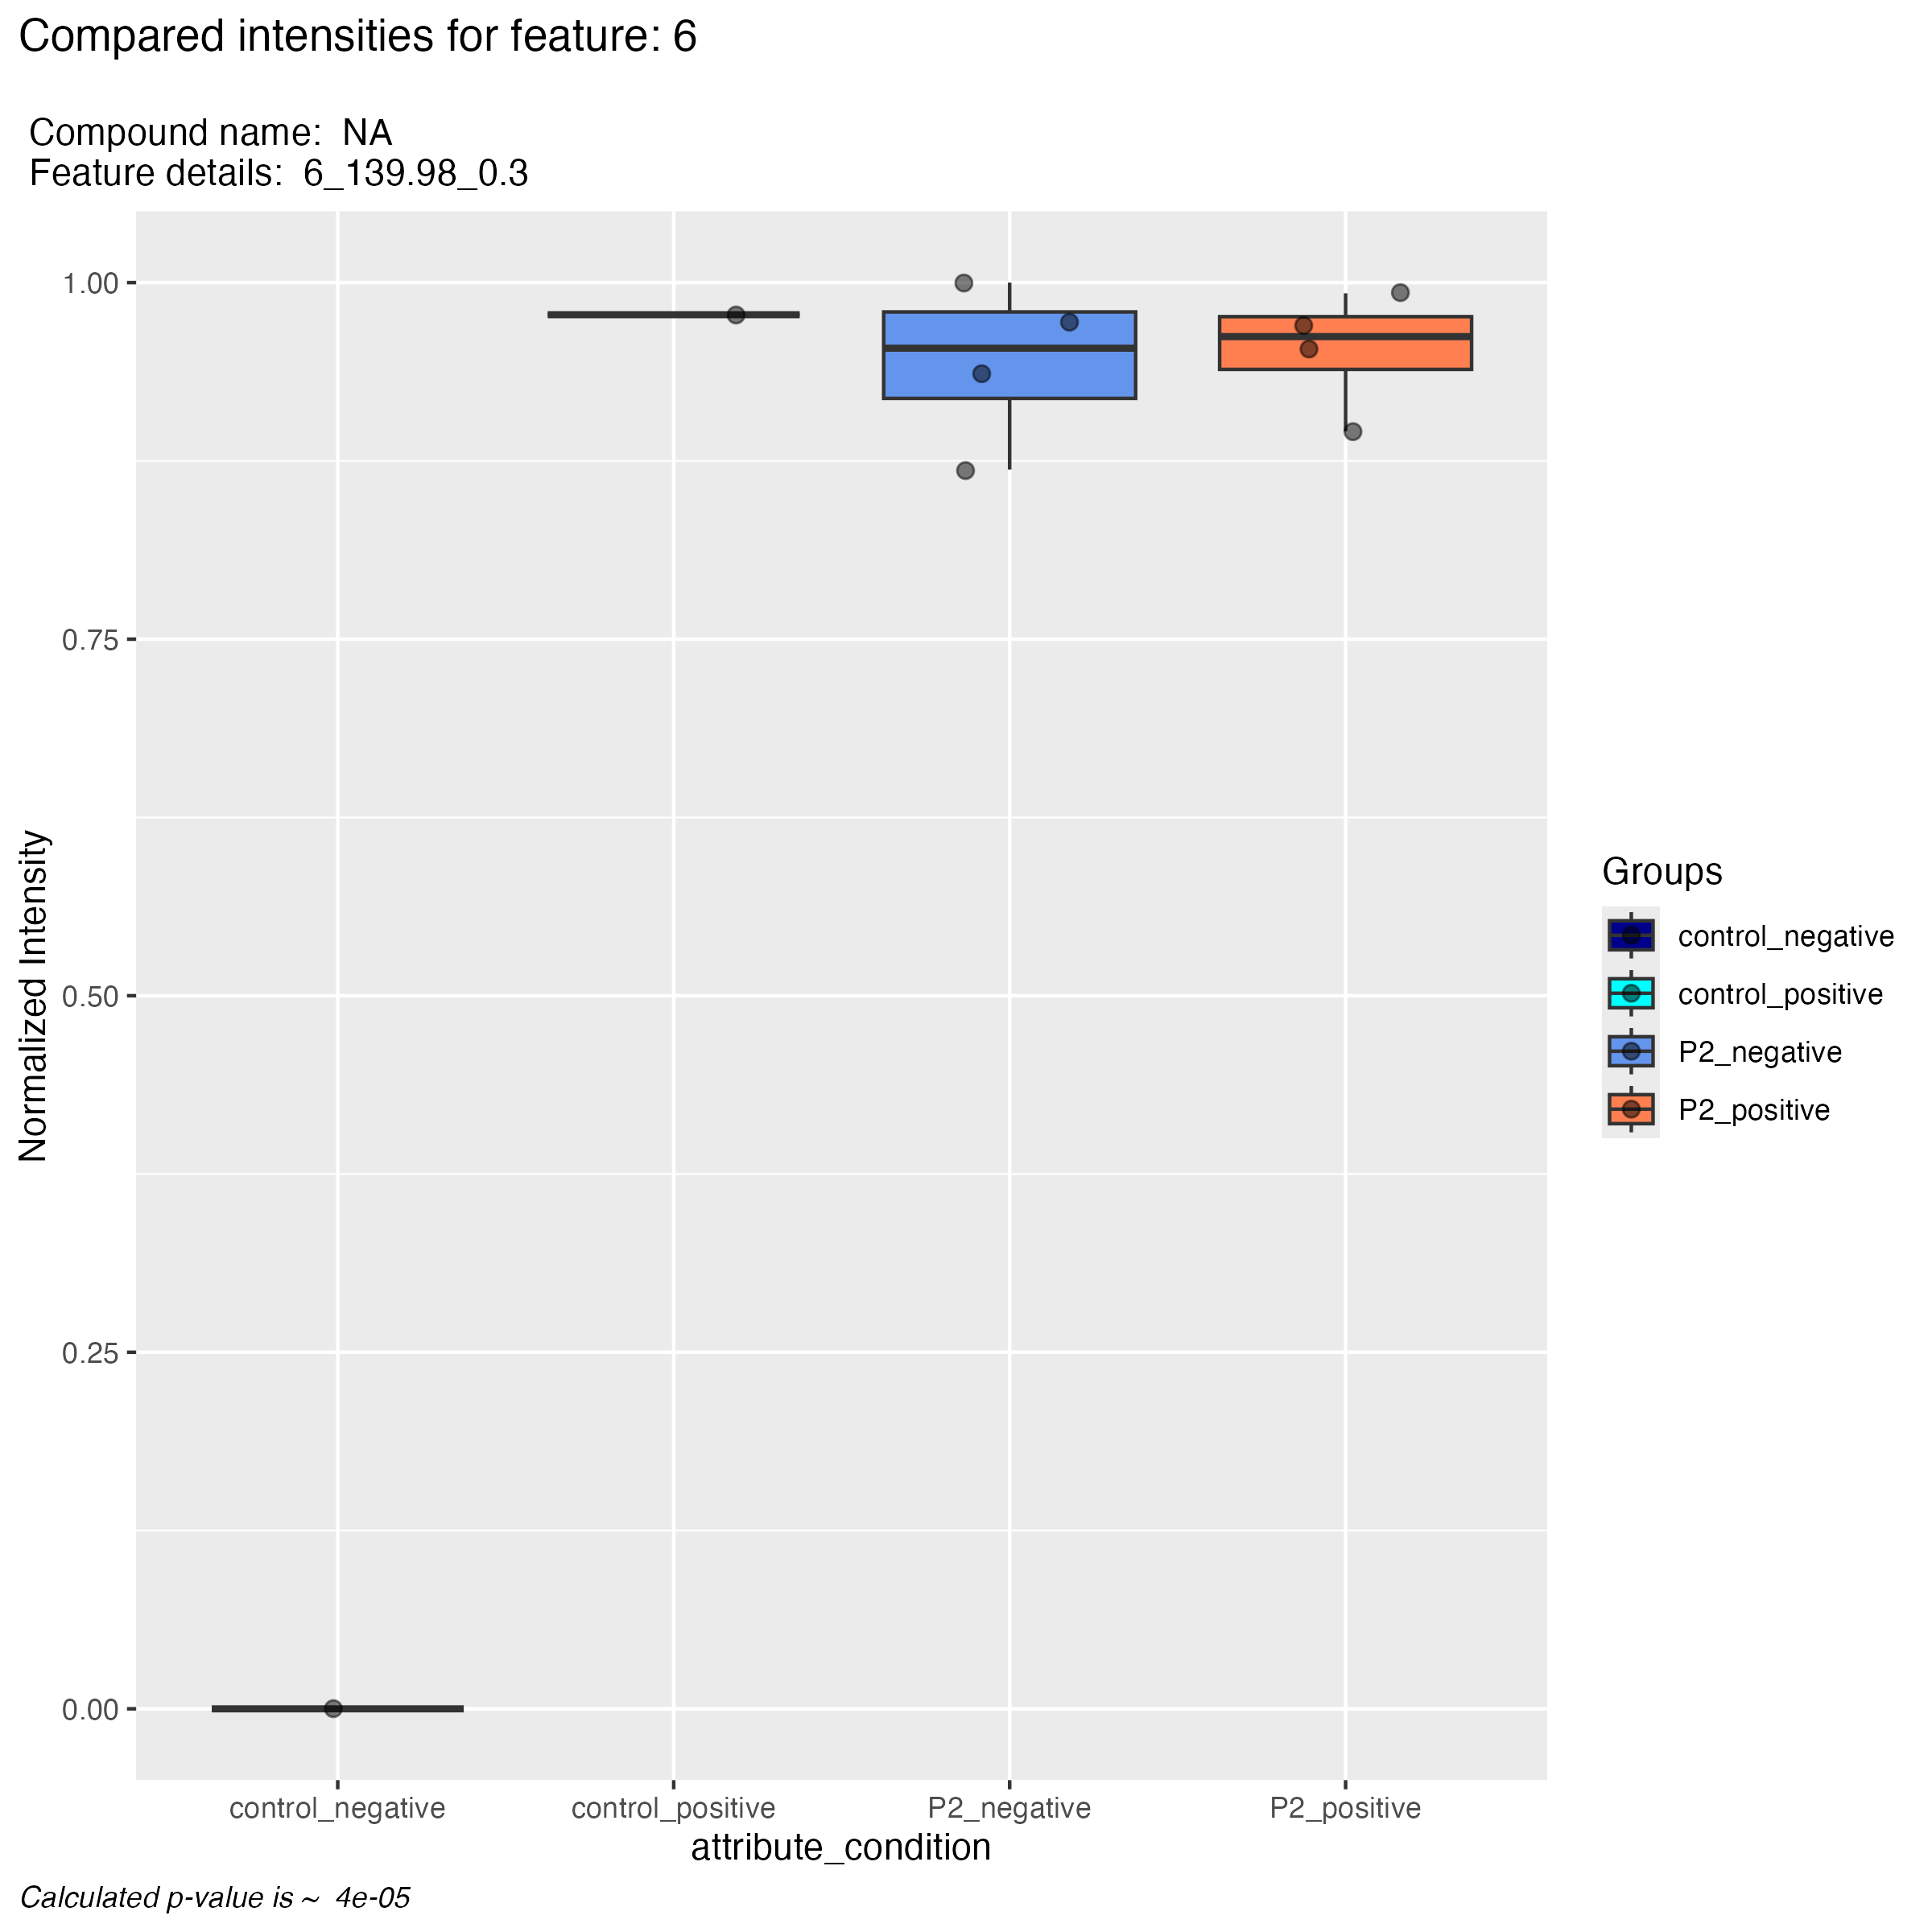 Compared intensities for feature: 6
Compound name: NA
Feature details: 6_139.98_0.3
Normalized Intensity
1.00
0.75
0.50
0.25
0.00
control_negative
control_positive
P2_negative
P2_positive
attribute_condition
Groups
control_negative
control_positive
P2_negative
P2_positive
Calculated p-value is ~ 4e-05